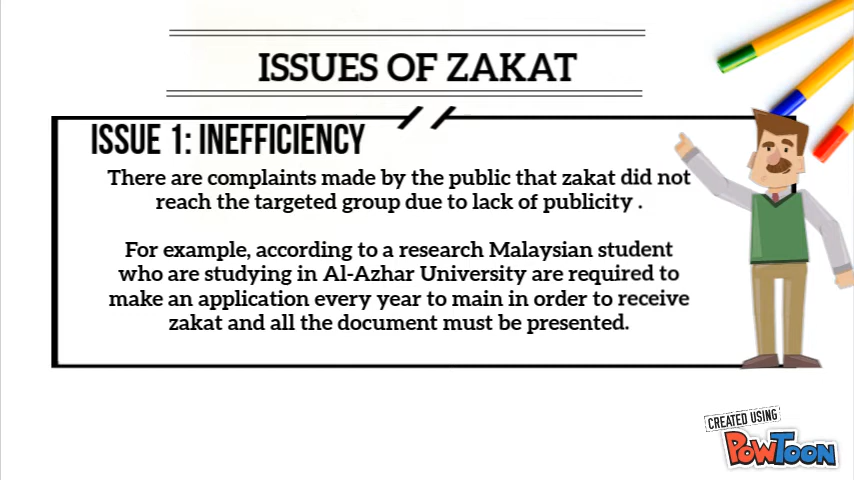 ISSUES OF ZAKAT
ISSUE 1: INEFFICIENCY
There are complaints made by the public that zakat did not
reach the targeted group due to lack of publicity .
For example, according to a research Malaysian student
who are studying in Al-Azhar University are required to
make an application every year to main in order to receive
zakat and all the document must be presented.
CREATED USING
POWTOON